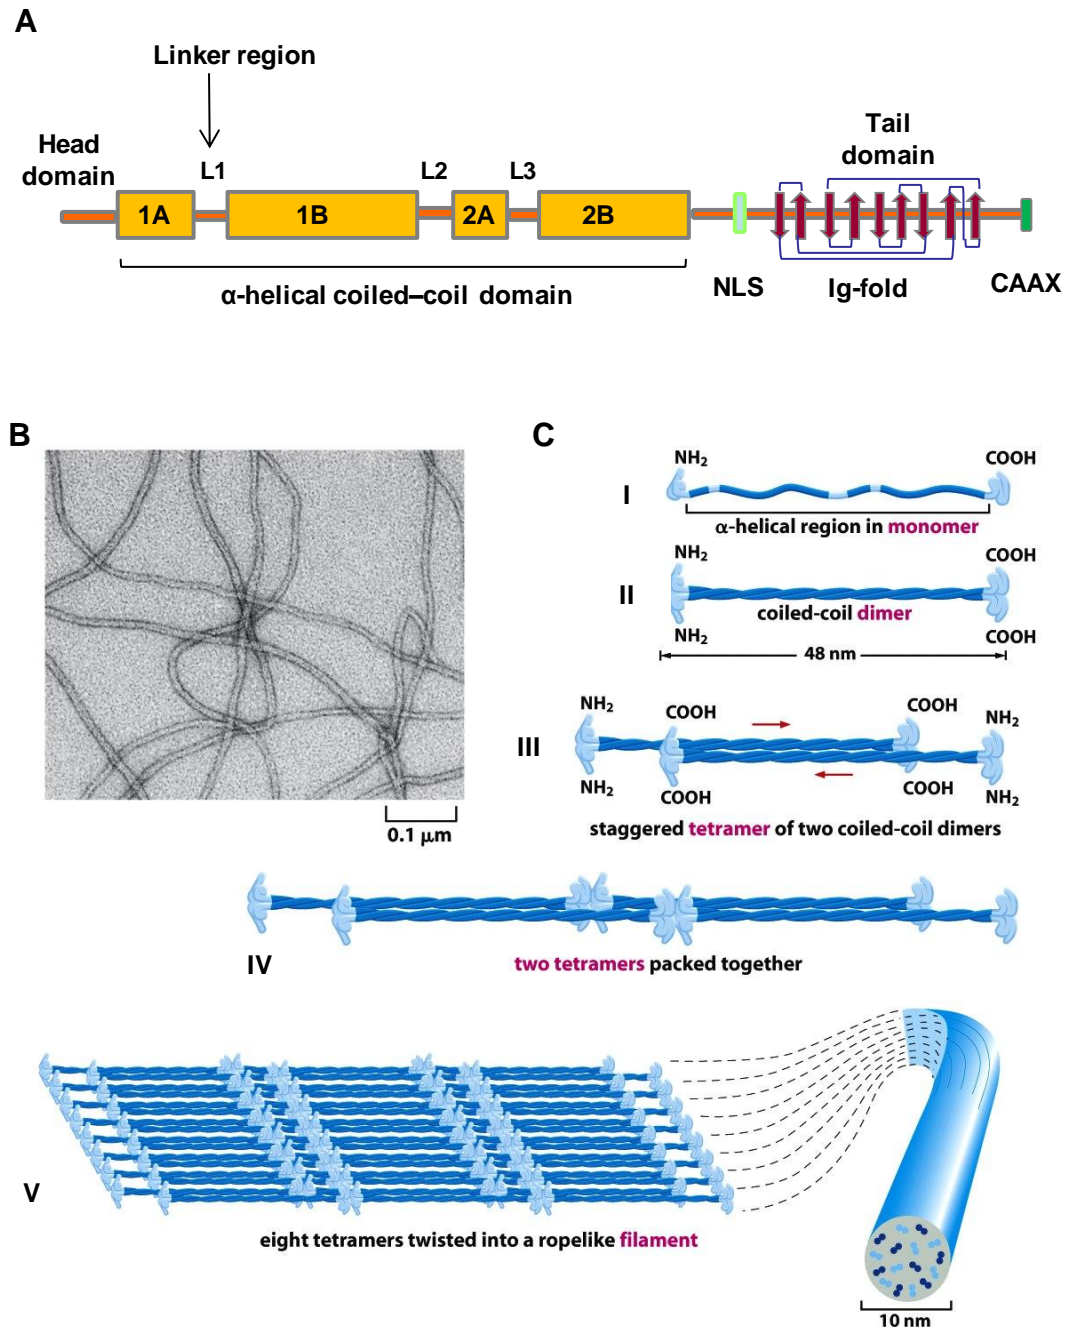 A
Linker region
Head
domain
L1
L2
L3
Tail
domain
1A
1B
2A
2B
α-helical coiled–coil domain
NLS
Ig-fold
CAAX
B
0.1 μm
C
I
NH2
COOH
α-helical region in monomer
II
NH2
COOH
coiled-coil dimer
NH2
COOH
48 nm
III
NH2
COOH
COOH
NH2
NH2
COOH
COOH
NH2
staggered tetramer of two coiled-coil dimers
IV
two tetramers packed together
V
eight tetramers twisted into a ropelike filament
10 nm